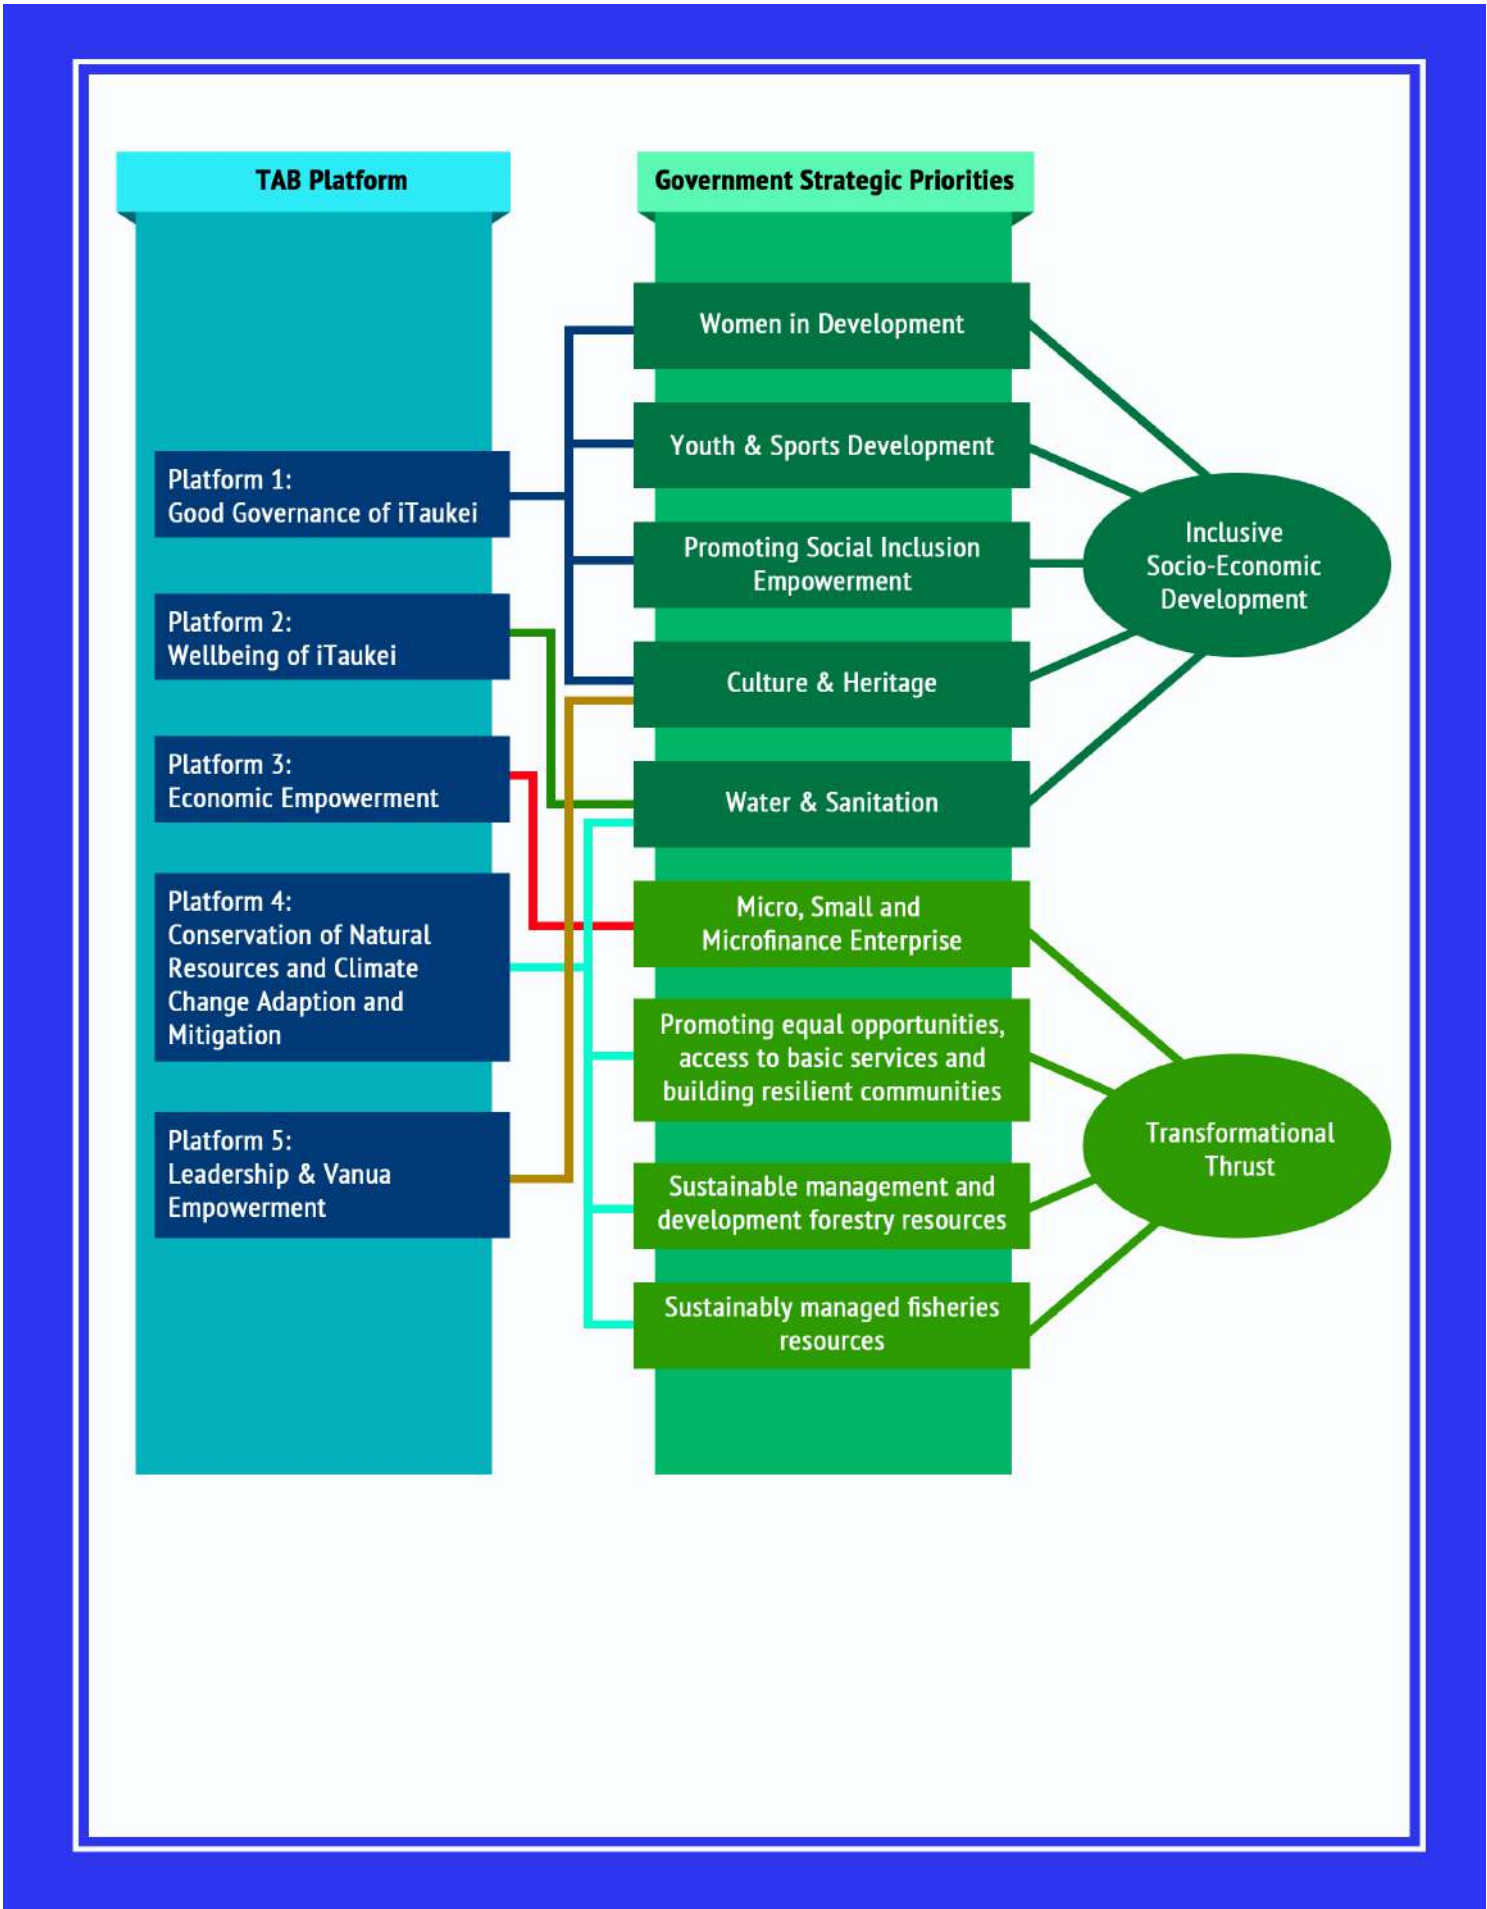 TAB Platform
Platform 1:
Good Governance of iTaukei
Platform 2:
Wellbeing of iTaukei
Platform 3:
Economic Empowerment
Platform 4:
Conservation of Natural
Resources and Climate
Change Adaption and
Mitigation
Platform 5:
Leadership & Vanua
Empowerment
Government Strategic Priorities
Women in Development
Youth & Sports Development
Promoting Social Inclusion
Empowerment
Culture & Heritage
Water & Sanitation
Micro, Small and
Microfinance Enterprise
Promoting equal opportunities,
access to basic services and
building resilient communities
Sustainable management and
development forestry resources
Sustainably managed fisheries
resources
Inclusive
Socio-Economic
Development
Transformational
Thrust